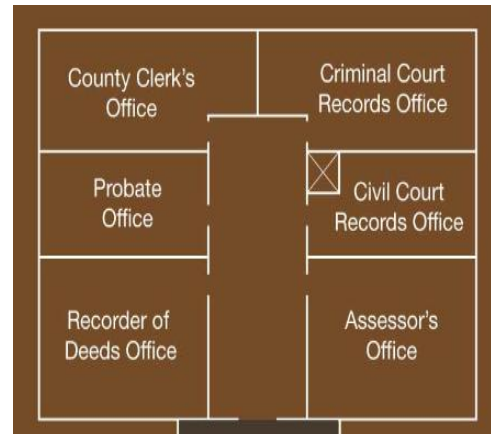 County Clerk's
Office
Criminal Court
Records Office
Probate
Office
Civil Court
Records Office
Recorder of
Deeds Office
Assessor's
Office